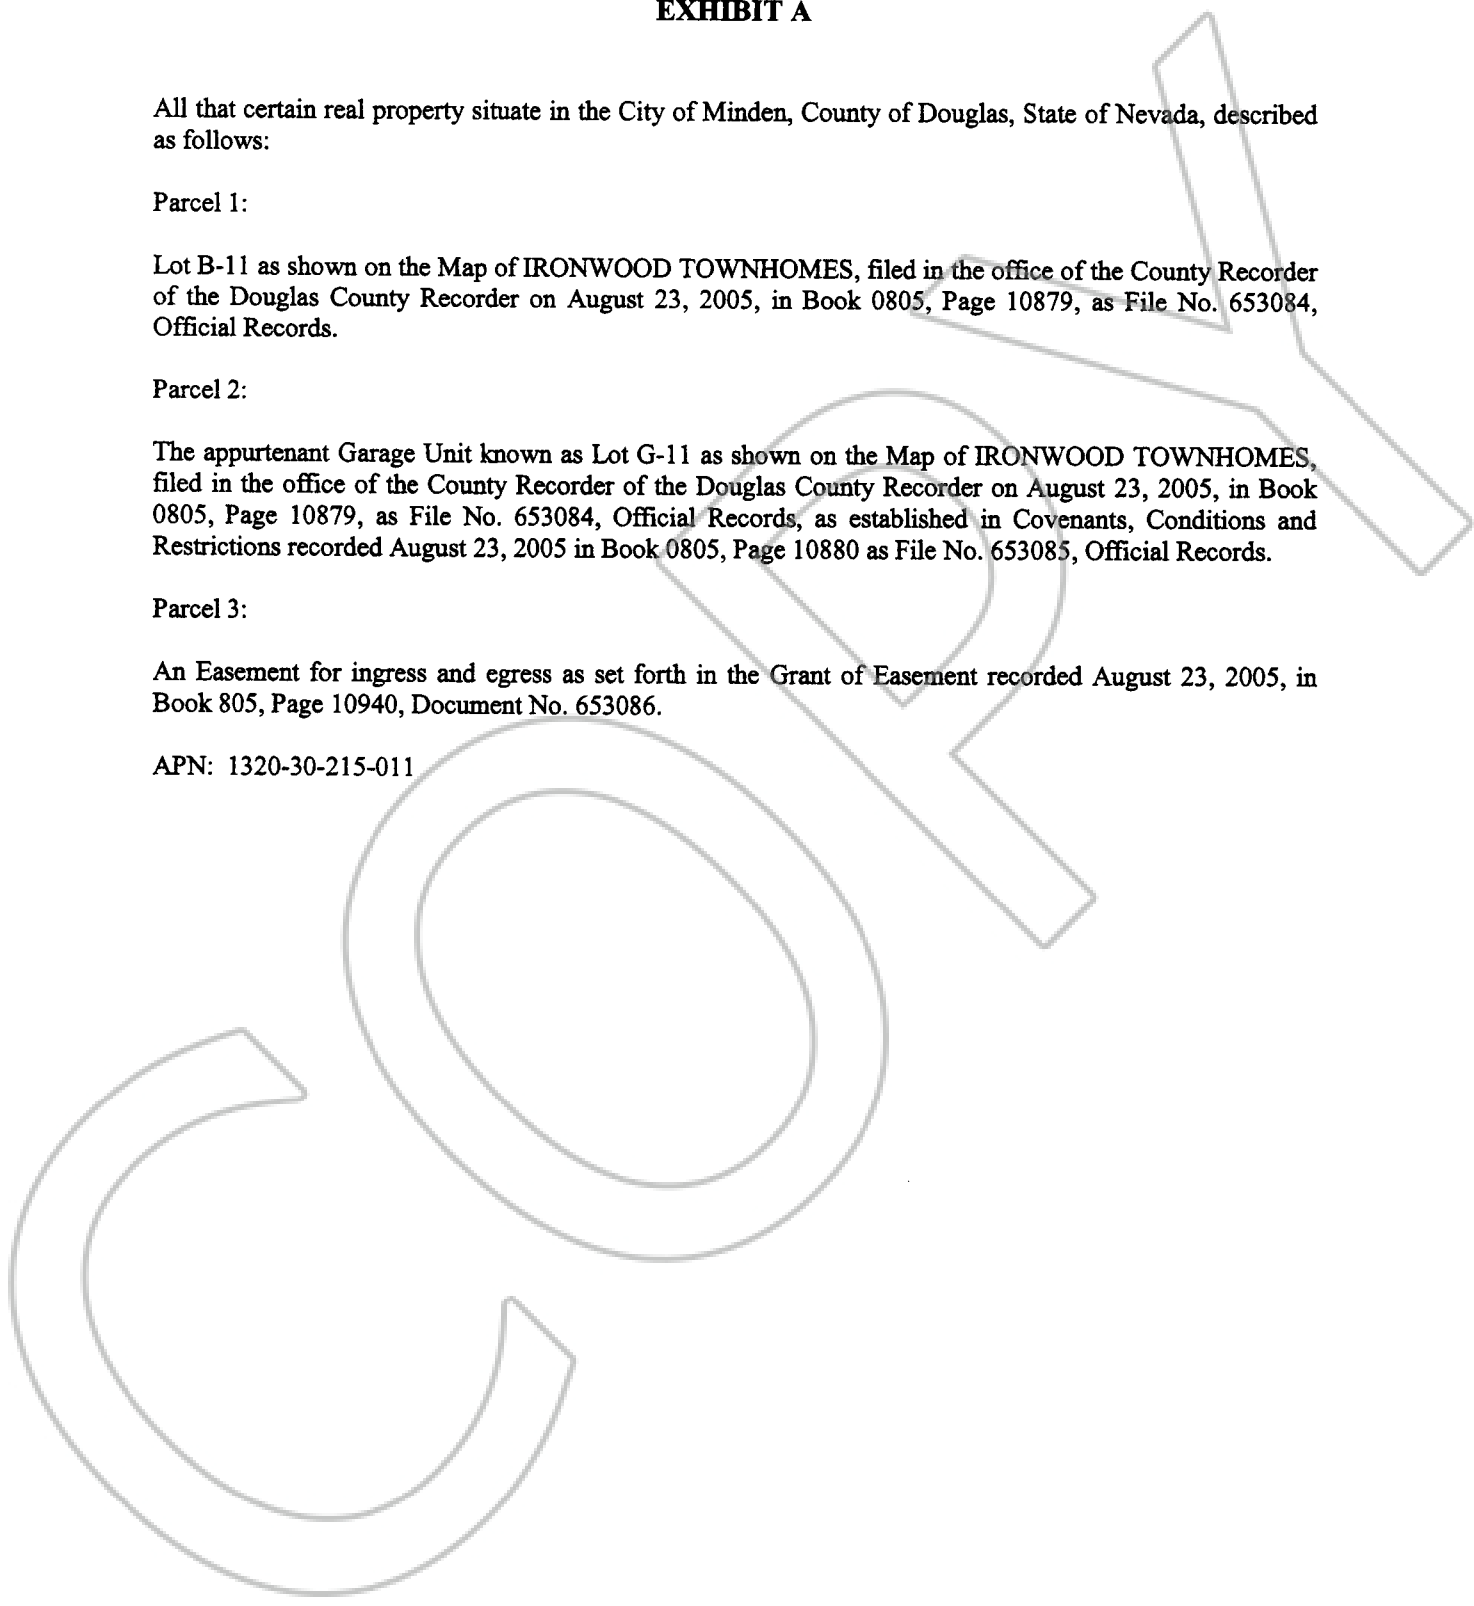 EXHIBIT A
All that certain real property situate in the City of Minden, County of Douglas, State of Nevada, described
as follows:
Parcel 1:
Lot B-11 as shown on the Map of IRONWOOD TOWNHOMES, filed in the office of the County Recorder
of the Douglas County Recorder on August 23, 2005, in Book 0805, Page 10879, as File No. 653084,
Official Records.
Parcel 2:
The appurtenant Garage Unit known as Lot G-11 as shown on the Map of IRONWOOD TOWNHOMES,
filed in the office of the County Recorder of the Douglas County Recorder on August 23, 2005, in Book
0805, Page 10879, as File No. 653084, Official Records, as established in Covenants, Conditions and
Restrictions recorded August 23, 2005 in Book 0805, Page 10880 as File No. 653085, Official Records.
Parcel 3:
An Easement for ingress and egress as set forth in the Grant of Easement recorded August 23, 2005, in
Book 805, Page 10940, Document No. 653086.
APN: 1320-30-215-011
COPY